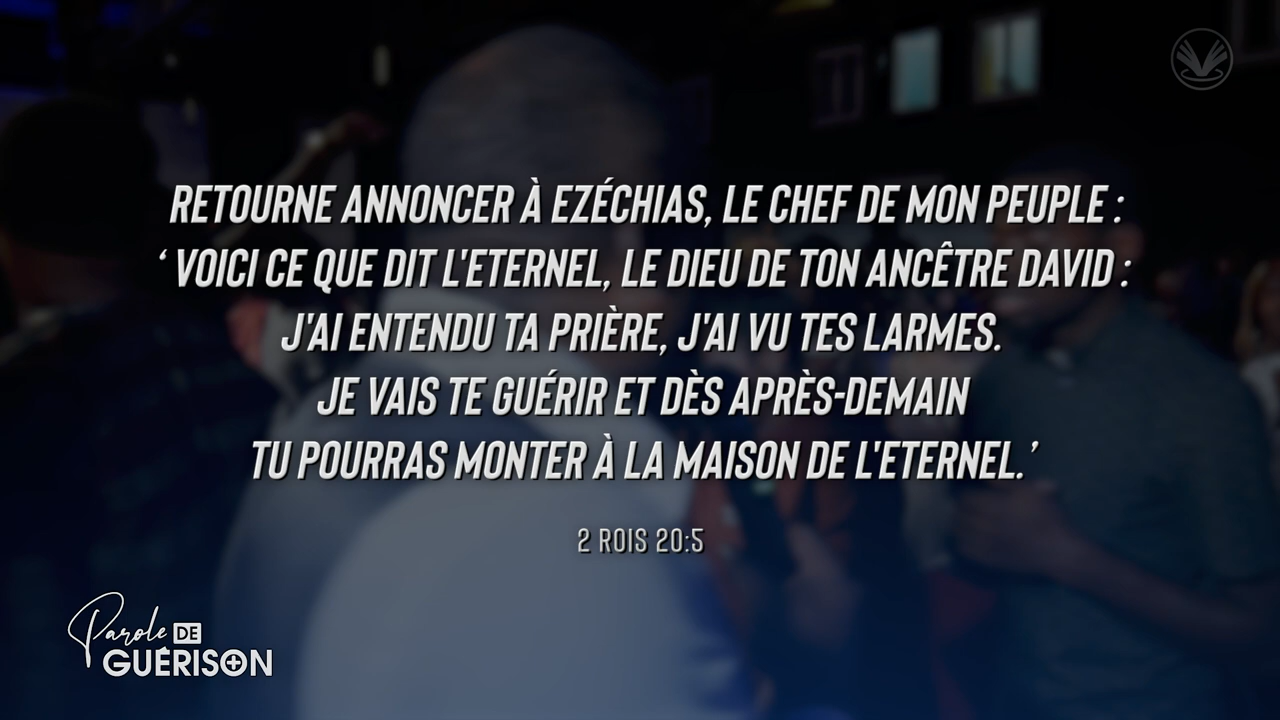 RETOURNE ANNONCER À EZÉCHIAS, LE CHEF DE MON PEUPLE :
‘ VOICI CE QUE DIT L'ETERNEL, LE DIEU DE TON ANCÊTRE DAVID :
J'AI ENTENDU TA PRIÈRE, J'AI VU TES LARMES.
JE VAIS TE GUÉRIR ET DÈS APRÈS-DEMAIN
TU POURRAS MONTER À LA MAISON DE L'ETERNEL.’
2 ROIS 20:5
Parole DE
GUÉRISON